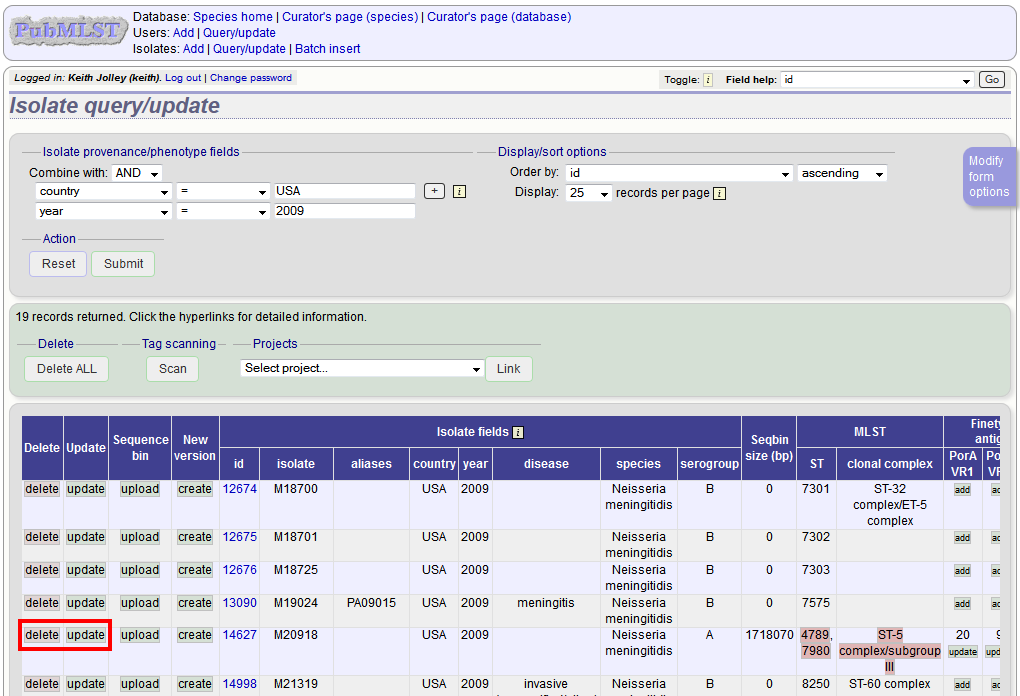 PubMLST
Database: Species home | Curator's page (species) | Curator's page (database)
Users: Add | Query/update
Isolates: Add | Query/update | Batch insert
Logged in: Keith Jolley (keith). Log out | Change password
Toggle: i Field help: id Go
Isolate query/update
Modify form options
Isolate provenance/phenotype fields
Combine with: AND
country = USA + i
year = 2009
Display/sort options
Order by: id ascending
Display: 25 records per page i
Action
Reset Submit
19 records returned. Click the hyperlinks for detailed information.
Delete Tag scanning Projects
Delete ALL Scan Select project... Link
Delete Update Sequence bin New version Isolate fields i Seqbin size (bp) MLST Finety antig
id isolate aliases country year disease species serogroup ST clonal complex PorA VR1 Po VF
delete update upload create 12674 M18700 USA 2009 Neisseria meningitidis B 0 7301 ST-32 complex/ET-5 complex add ad
delete update upload create 12675 M18701 USA 2009 Neisseria meningitidis B 0 7302 add ad
delete update upload create 12676 M18725 USA 2009 Neisseria meningitidis B 0 7303 add ad
delete update upload create 13090 M19024 PA09015 USA 2009 meningitis Neisseria meningitidis B 0 7575 add ad
delete update upload create 14627 M20918 USA 2009 Neisseria meningitidis A 1718070 4789, 7980 ST-5 complex/subgroup III 20 update 9 upd
delete update upload create 14998 M21319 USA 2009 invasive Neisseria B 0 8250 ST-60 complex add ad